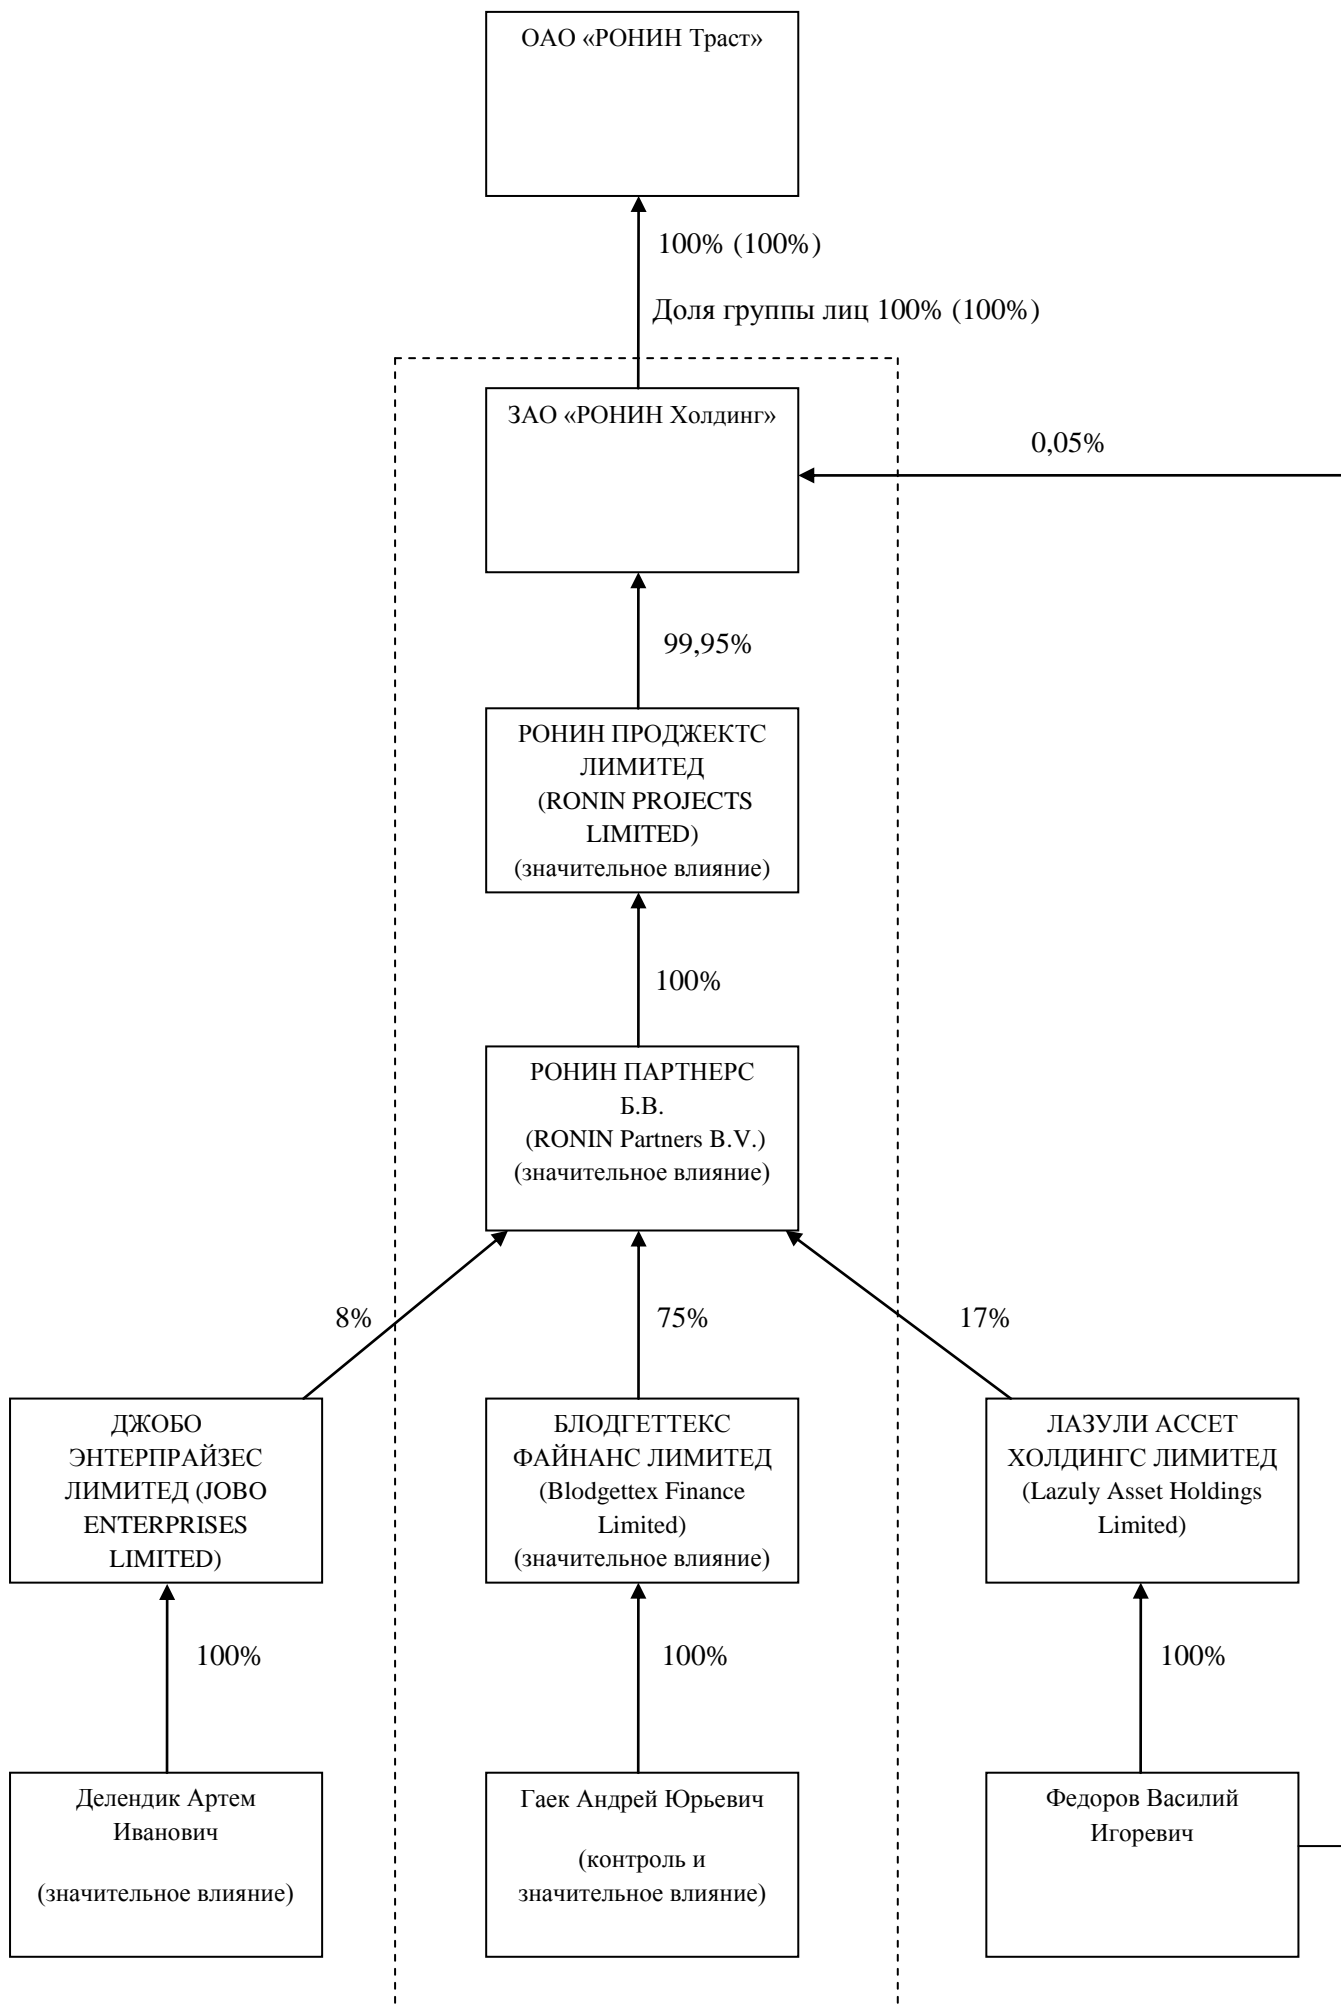 ОАО «РОНИН Траст»
100% (100%)
Доля группы лиц 100% (100%)
ЗАО «РОНИН Холдинг»
0,05%
99,95%
РОНИН ПРОДЖЕКТС
ЛИМИТЕД
(RONIN PROJECTS
LIMITED)
(значительное влияние)
100%
РОНИН ПАРТНЕРС
Б.В.
(RONIN Partners B.V.)
(значительное влияние)
8%
75%
17%
ДЖОБО
ЭНТЕРПРАЙЗЕС
ЛИМИТЕД (JOBO
ENTERPRISES
LIMITED)
БЛОДГЕТТЕКС
ФАЙНАНС ЛИМИТЕД
(Blodgettex Finance
Limited)
(значительное влияние)
ЛАЗУЛИ АССЕТ
ХОЛДИНГС ЛИМИТЕД
(Lazuly Asset Holdings
Limited)
100%
100%
100%
Делендик Артем
Иванович
(значительное влияние)
Гаек Андрей Юрьевич
(контроль и
значительное влияние)
Федоров Василий
Игоревич